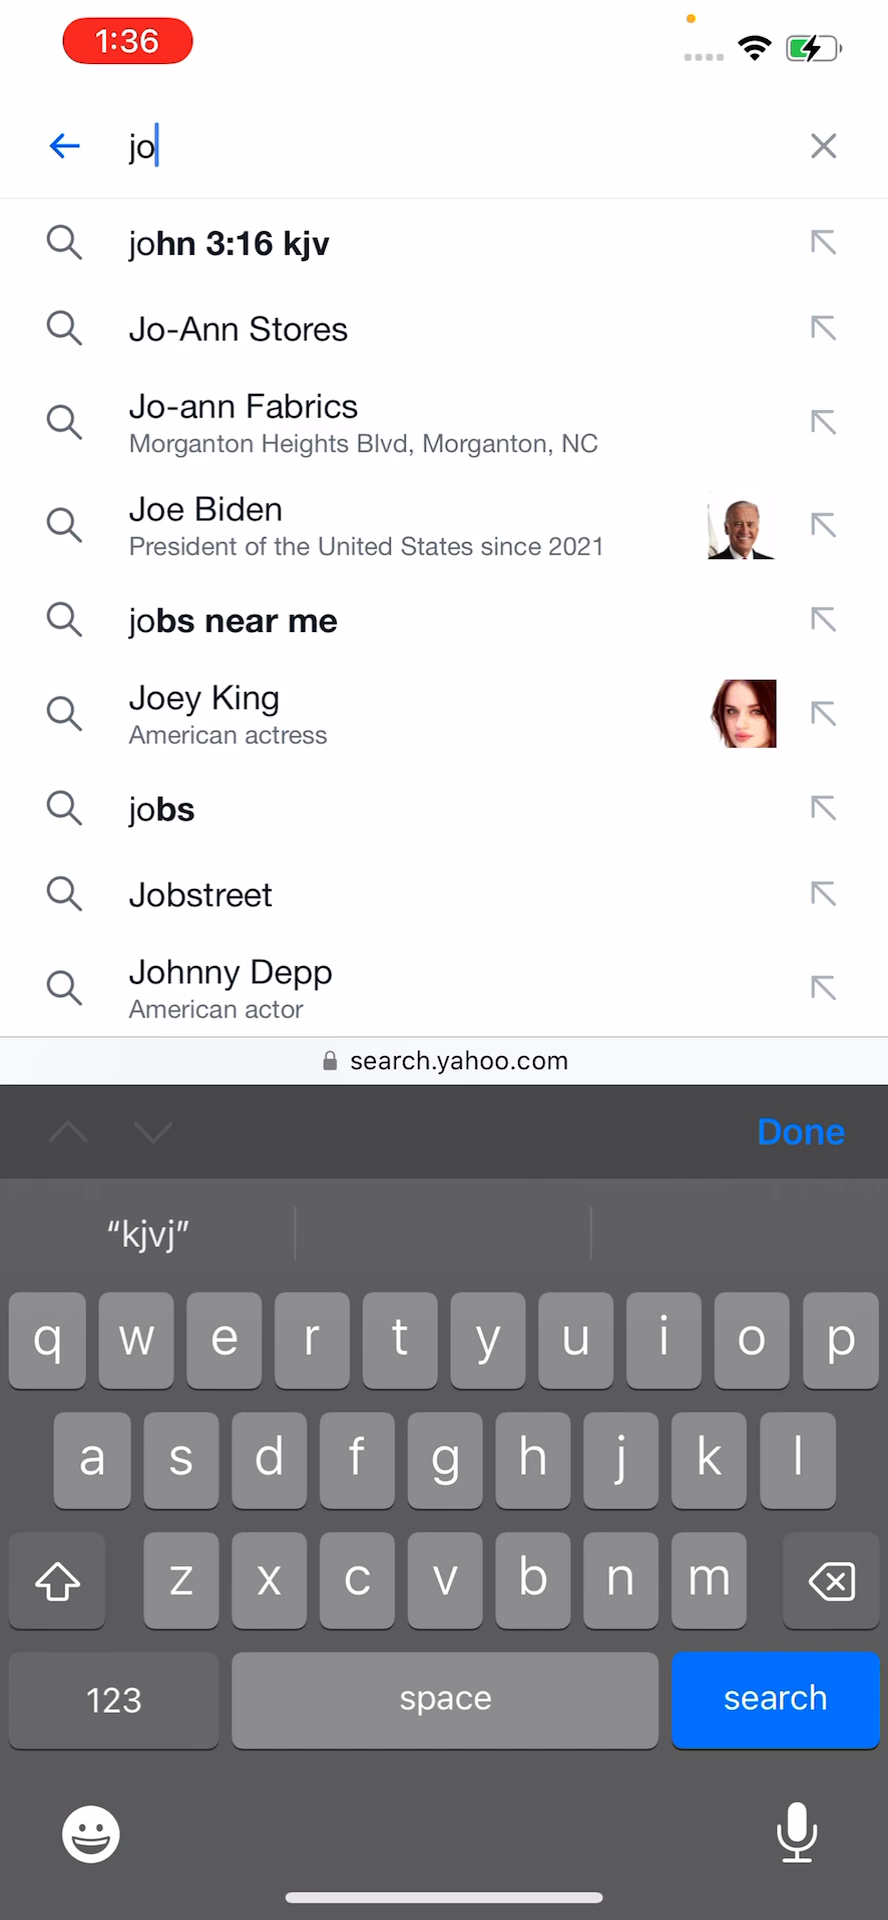 1:36
jo
john 3:16 kjv
Jo-Ann Stores
Jo-ann Fabrics
Morganton Heights Blvd, Morganton, NC
Joe Biden
President of the United States since 2021
jobs near me
Joey King
American actress
jobs
Jobstreet
Johnny Depp
American actor
search.yahoo.com
Done
“kjvj”
q w e r t y u i o p
a s d f g h j k l
z x c v b n m
123 space search